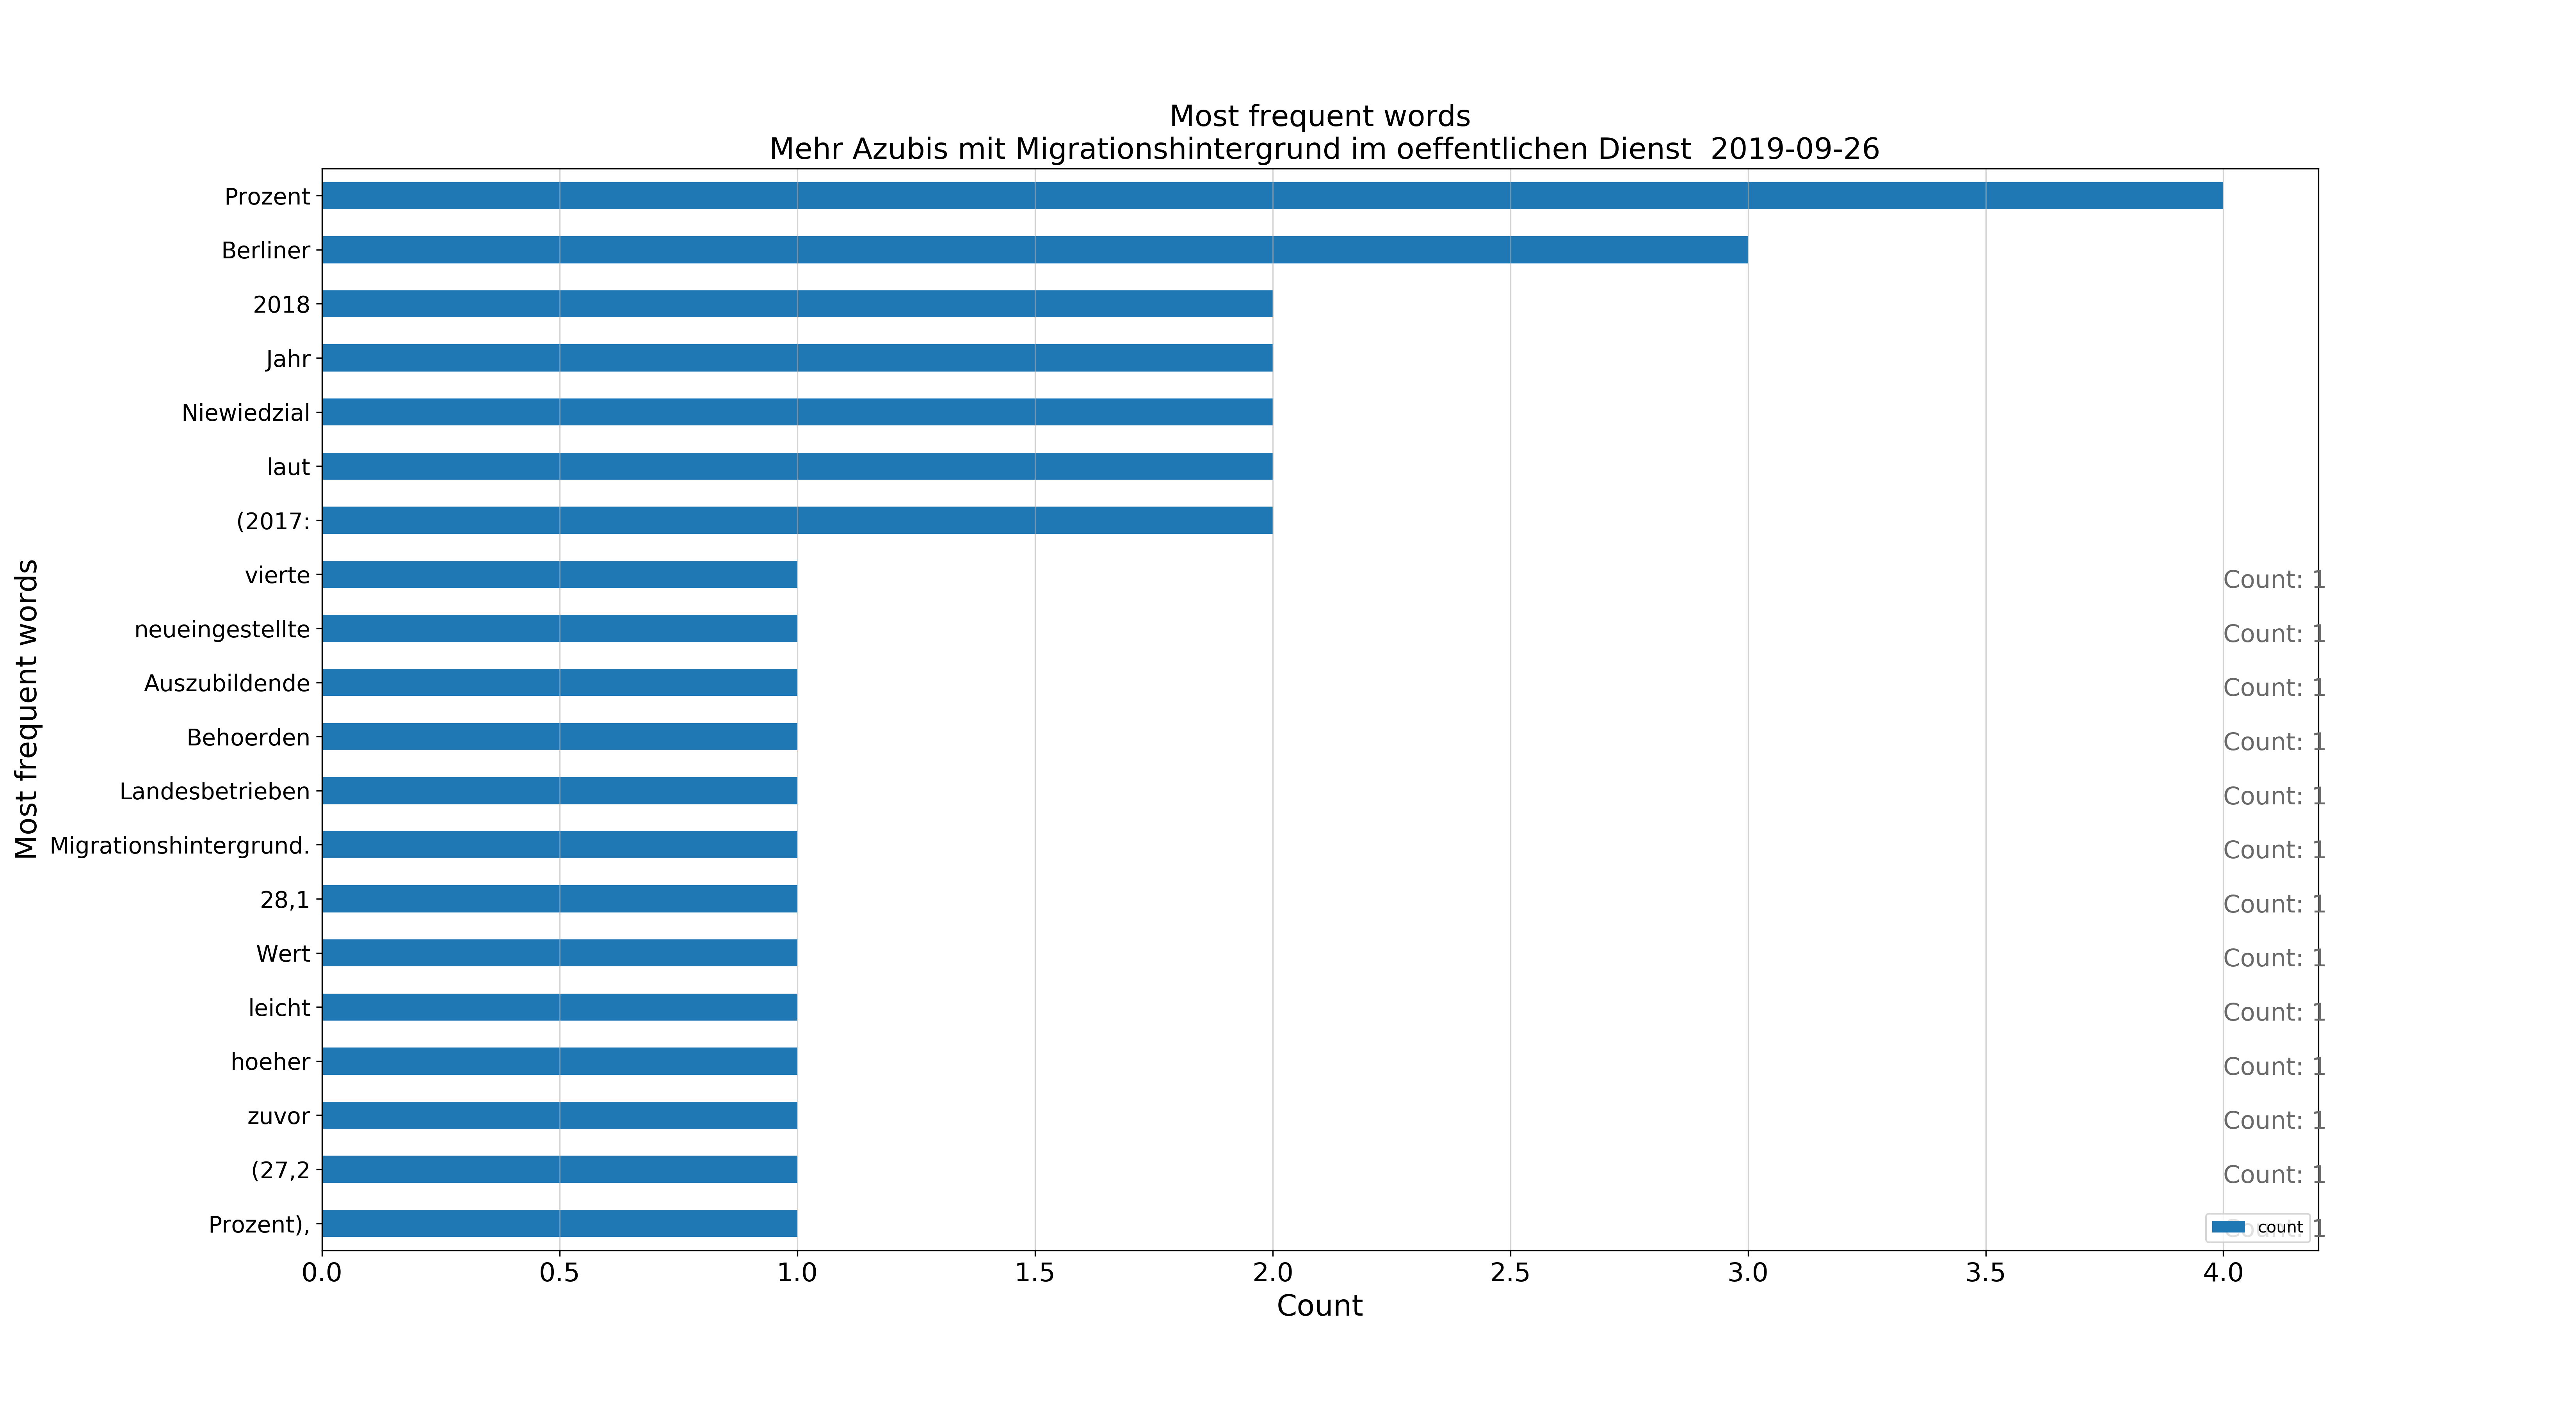 Most frequent words
Mehr Azubis mit Migrationshintergrund im oeffentlichen Dienst  2019-09-26
Most frequent words
Prozent
Berliner
2018
Jahr
Niewiedzial
laut
(2017:
vierte Count: 1
neueingestellte Count: 1
Auszubildende Count: 1
Behoerden Count: 1
Landesbetrieben Count: 1
Migrationshintergrund. Count: 1
28,1 Count: 1
Wert Count: 1
leicht Count: 1
hoeher Count: 1
zuvor Count: 1
(27,2 Count: 1
Prozent), Count: 1
count
0.0 0.5 1.0 1.5 2.0 2.5 3.0 3.5 4.0
Count